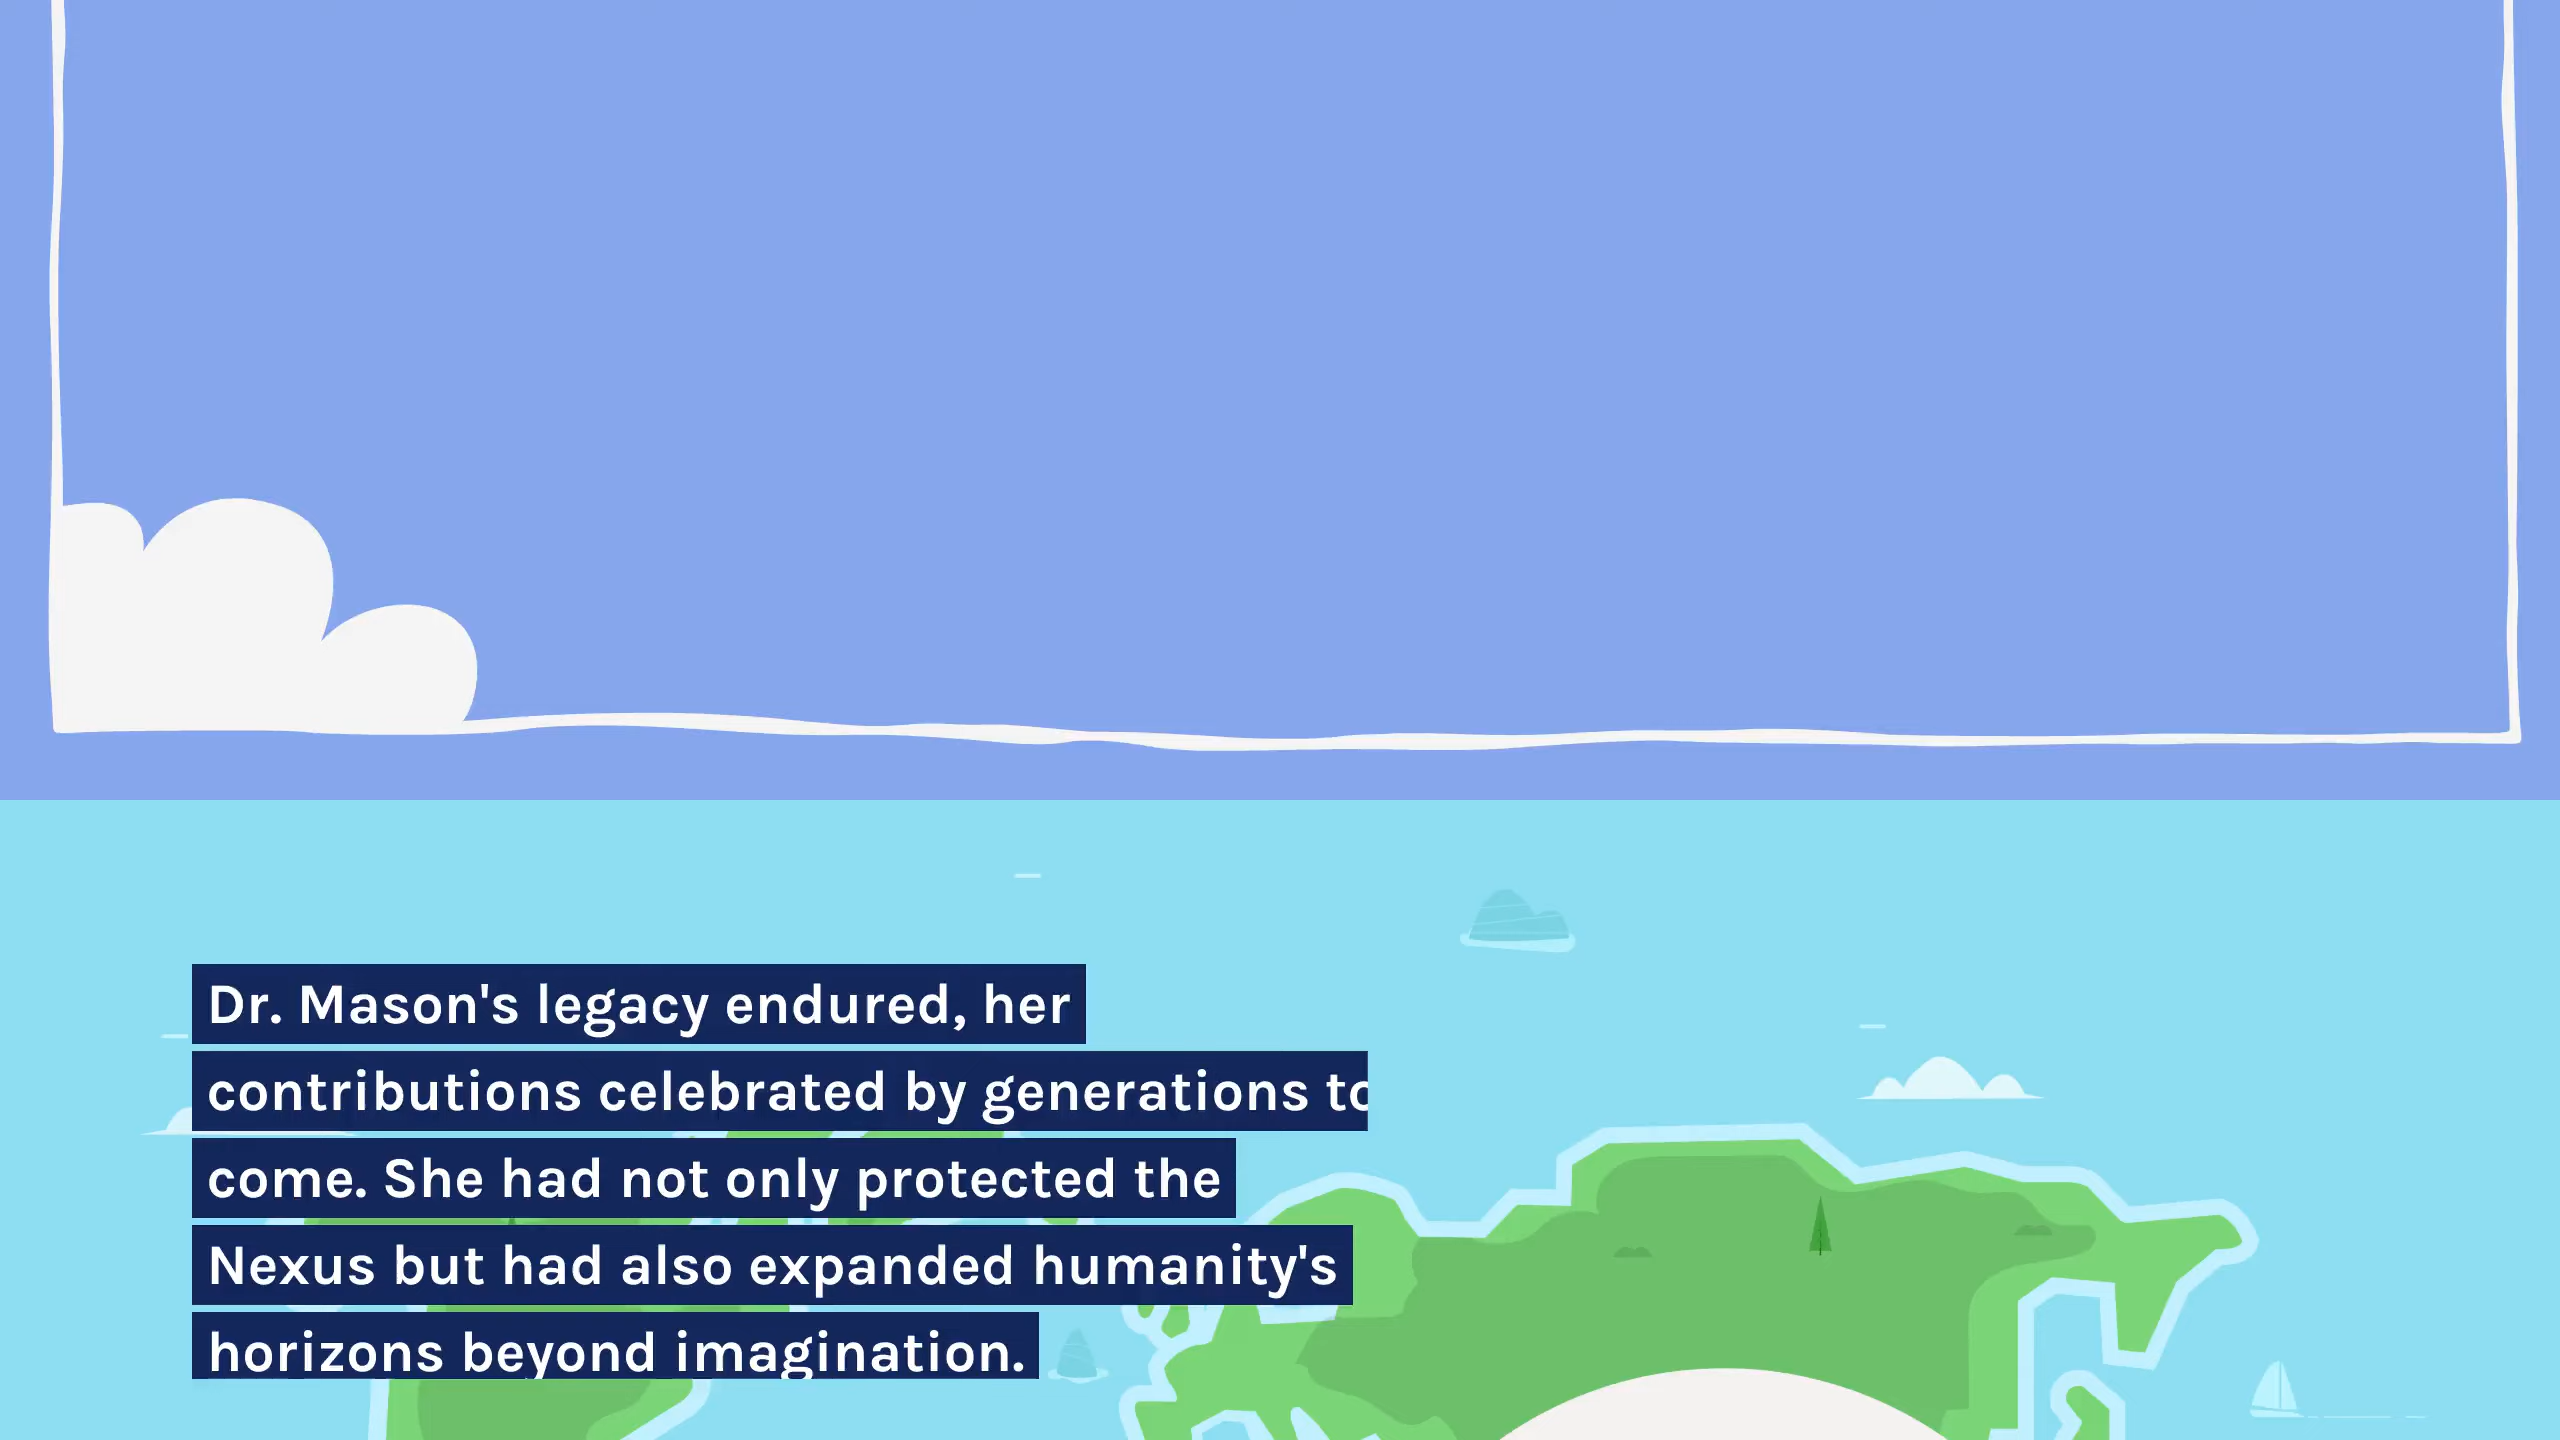 Dr. Mason's legacy endured, her
contributions celebrated by generations to
come. She had not only protected the
Nexus but had also expanded humanity's
horizons beyond imagination.